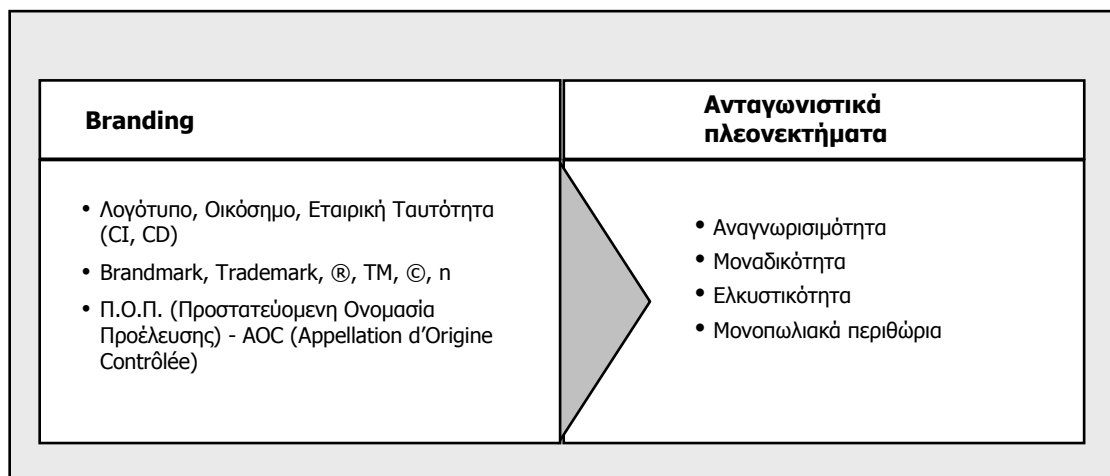 Branding
• Λογότυπο, Οικόσημο, Εταιρική Ταυτότητα
(CI, CD)
• Brandmark, Trademark, ®, TM, ©, n
• Π.Ο.Π. (Προστατεύομενη Ονομασία
Προέλευσης) - AOC (Appellation d’Origine
Contrôlée)
Ανταγωνιστικά
πλεονεκτήματα
• Αναγνωρισιμότητα
• Μοναδικότητα
• Ελκυστικότητα
• Μονοπωλιακά περιθώρια